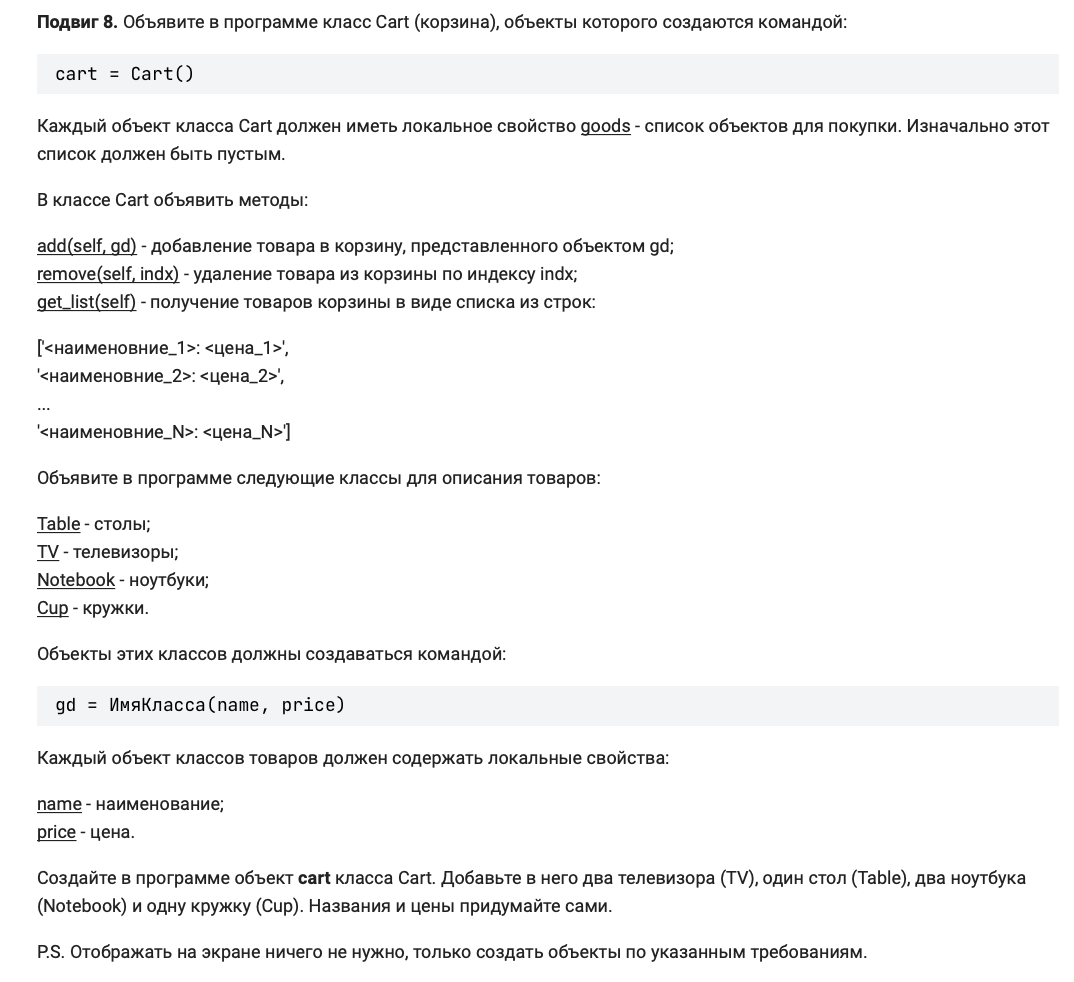 Подвиг 8. Объявите в программе класс Cart (корзина), объекты которого создаются командой:
cart = Cart()
Каждый объект класса Cart должен иметь локальное свойство goods - список объектов для покупки. Изначально этот
список должен быть пустым.
В классе Cart объявить методы:
add(self, gd) - добавление товара в корзину, представленного объектом gd;
remove(self, indx) - удаление товара из корзины по индексу indx;
get_list(self) - получение товаров корзины в виде списка из строк:
['<наименовние_1>: <цена_1>',
'<наименовние_2>: <цена_2>',
...
'<наименовние_N>: <цена_N>']
Объявите в программе следующие классы для описания товаров:
Table - столы;
TV - телевизоры;
Notebook - ноутбуки;
Cup - кружки.
Объекты этих классов должны создаваться командой:
gd = ИмяКласса(name, price)
Каждый объект классов товаров должен содержать локальные свойства:
name - наименование;
price - цена.
Создайте в программе объект cart класса Cart. Добавьте в него два телевизора (TV), один стол (Table), два ноутбука
(Notebook) и одну кружку (Cup). Названия и цены придумайте сами.
P.S. Отображать на экране ничего не нужно, только создать объекты по указанным требованиям.